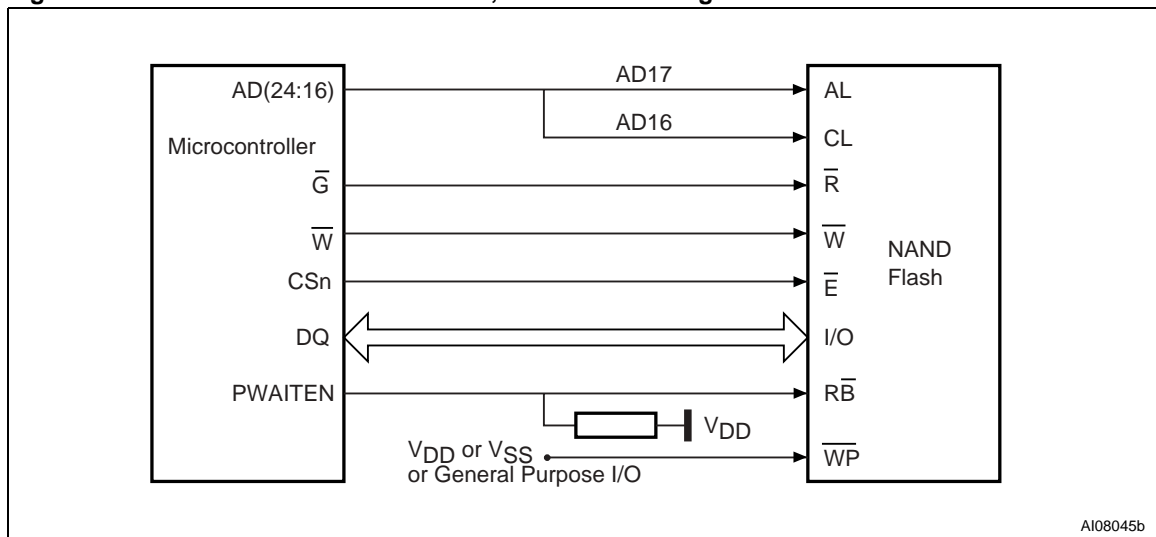 AD(24:16)
AD17
AL
AD16
CL
Microcontroller
G̅
R̅
W̅
W̅
NAND
Flash
CSn
E̅
DQ
I/O
PWAITEN
RB̅
VDD
VDD or VSS
or General Purpose I/O
W̅P̅
AI08045b